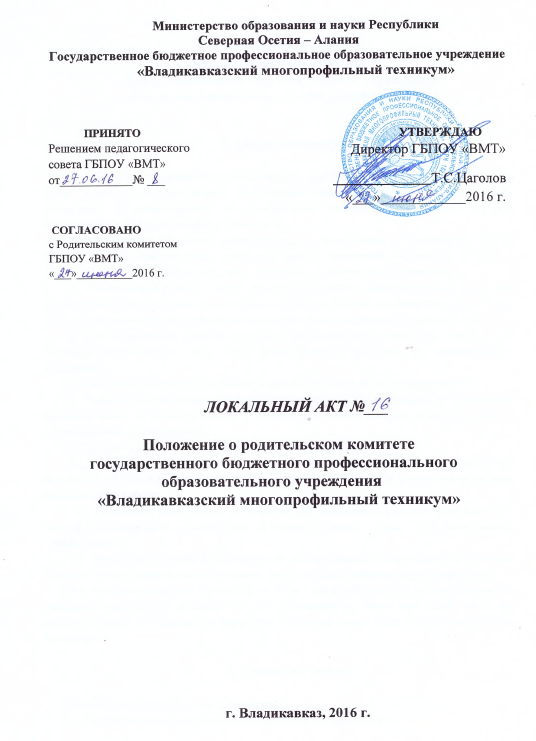 Министерство образования и науки Республики
Северная Осетия – Алания
Государственное бюджетное профессиональное образовательное учреждение
«Владикавказский многопрофильный техникум»
ПРИНЯТО
Решением педагогического
совета ГБПОУ «ВМТ»
от 27.06.16 № 8
УТВЕРЖДАЮ
Директор ГБПОУ «ВМТ»
Т.С.Цаголов
« » июня 2016 г.
СОГЛАСОВАНО
с Родительским комитетом
ГБПОУ «ВМТ»
« » июня 2016 г.
ЛОКАЛЬНЫЙ АКТ № 16
Положение о родительском комитете
государственного бюджетного профессионального
образовательного учреждения
«Владикавказский многопрофильный техникум»
г. Владикавказ, 2016 г.